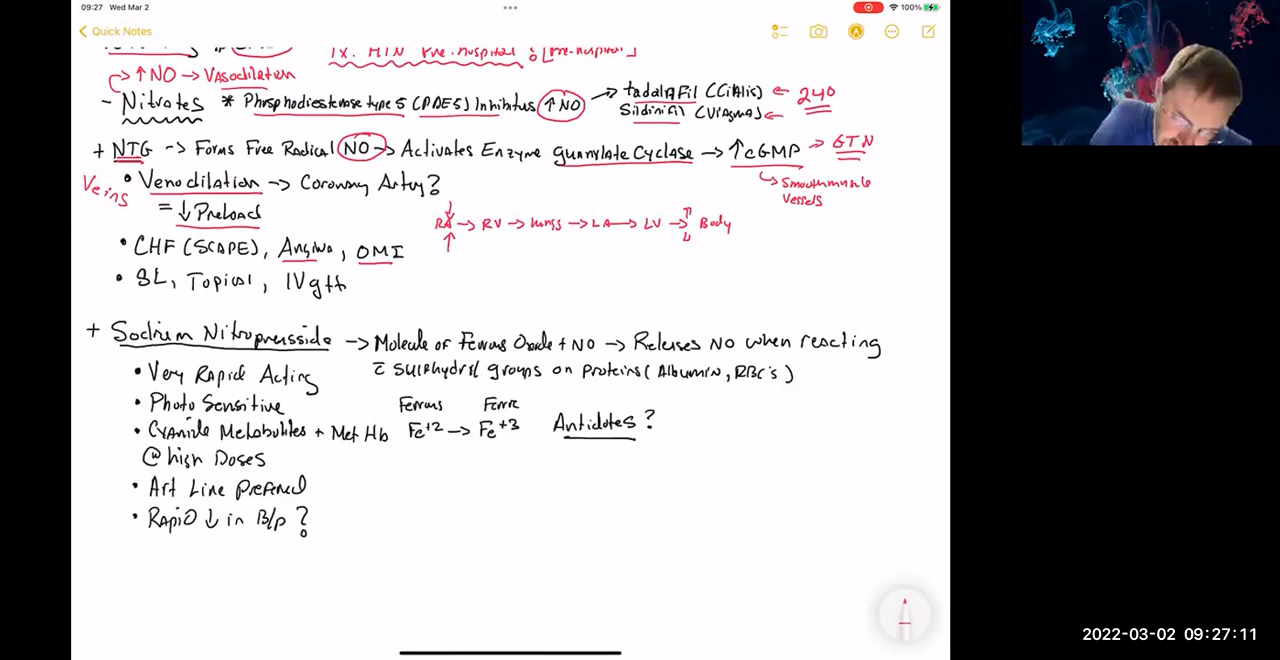 09:27 Wed Mar 2
100%
Quick Notes
Tx. HTN Pre-Hospital
↑NO → Vasodilation
- Nitrates * Phosphodiesterase type 5 (PDE5) Inhibitors ↑NO → tadalafil (Cialis) ← 240
Sildinifil (Viagma) ←
+ NTG → Forms Free Radical NO → Activates Enzyme guanylate Cyclase → ↑cGMP → GTN
Veins • Venodilation → Coronary Artery? ↳ Smooth muscle
Vessels
= ↓Preload
RA → RV → lungs → LA → LV → Body
• CHF (SCAPE), Angina, OMI
• SL, Topical, IV gtt
+ Sodium Nitroprusside → Molecule of Ferrous Oxide + NO → Releases NO when reacting
• Very Rapid Acting c̄ sulphydril groups on proteins (Albumin, RBC's)
• Photo Sensitive Ferrous Ferric
• Cyanide Metabolites + Met Hb Fe+2 → Fe+3 Antidotes?
@ high Doses
• Art Line Preferred
• Rapid ↓ in B/p ?
2022-03-02 09:27:11